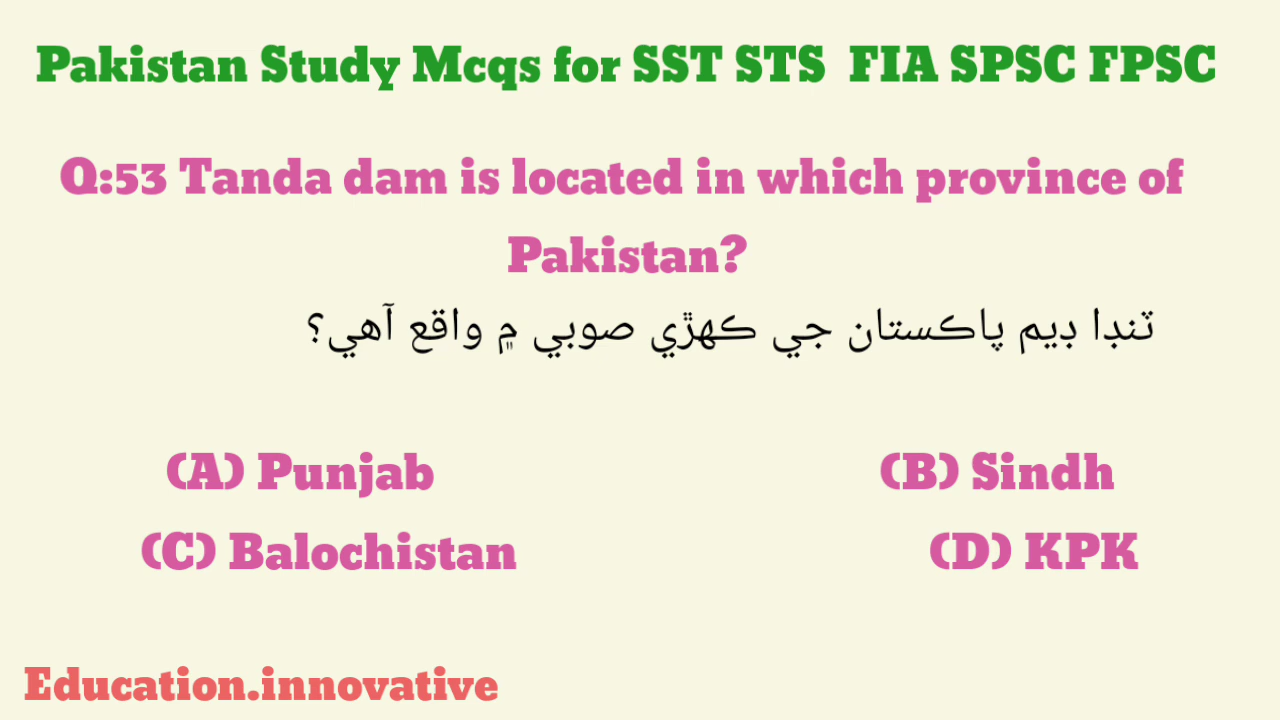 Pakistan Study Mcqs for SST STS FIA SPSC FPSC
Q:53 Tanda dam is located in which province of
Pakistan?
ٽنڊا ڊيم پاڪستان جي ڪهڙي صوبي ۾ واقع آهي؟
(A) Punjab (B) Sindh
(C) Balochistan (D) KPK
Education.innovative